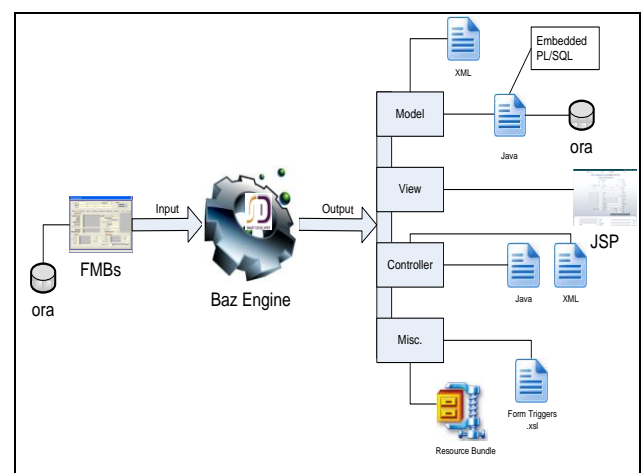 Embedded
PL/SQL
XML
Model
Java
ora
Input
Output
View
JSP
FMBs
Baz Engine
ora
Controller
Java
XML
Misc.
Form Triggers
.xsl
Resource Bundle